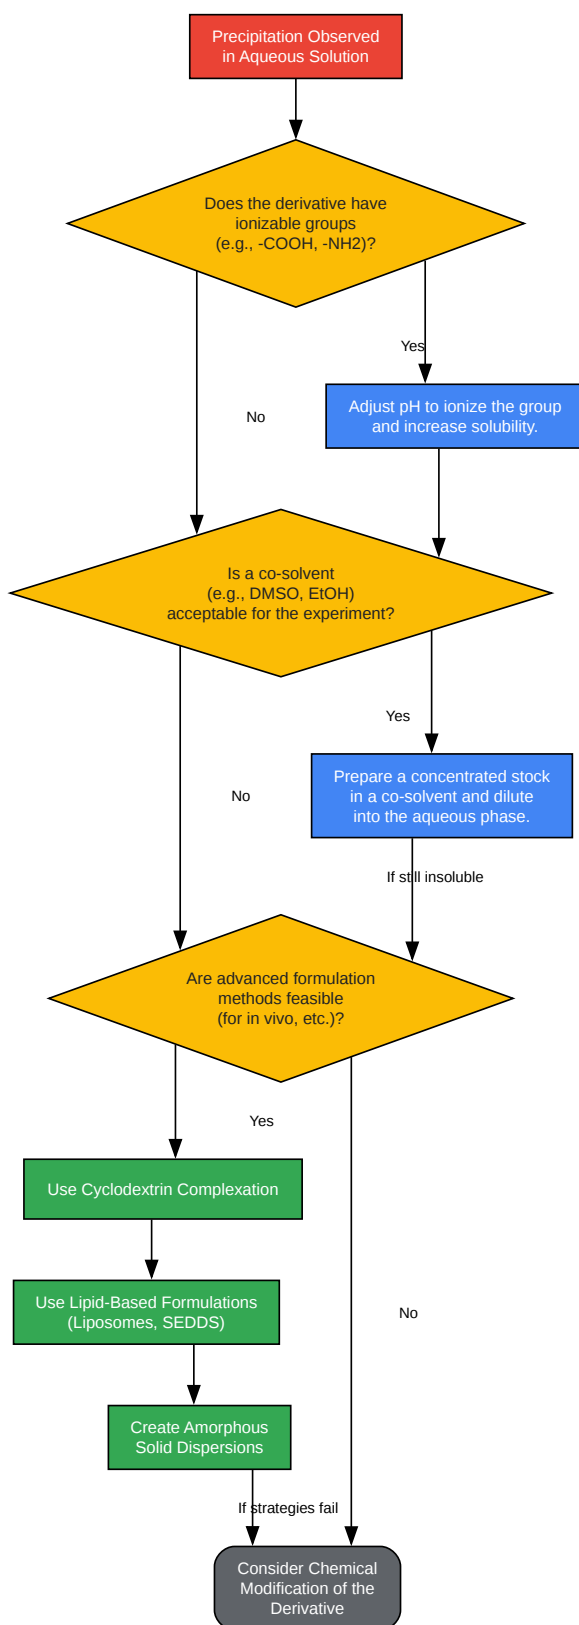 Precipitation Observed
in Aqueous Solution
Does the derivative have
ionizable groups
(e.g., -COOH, -NH2)?
Yes
No
Adjust pH to ionize the group
and increase solubility.
Is a co-solvent
(e.g., DMSO, EtOH)
acceptable for the experiment?
Yes
No
Prepare a concentrated stock
in a co-solvent and dilute
into the aqueous phase.
If still insoluble
Are advanced formulation
methods feasible
(for in vivo, etc.)?
Yes
Use Cyclodextrin Complexation
Use Lipid-Based Formulations
(Liposomes, SEDDS)
No
Create Amorphous
Solid Dispersions
If strategies fail
Consider Chemical
Modification of the
Derivative